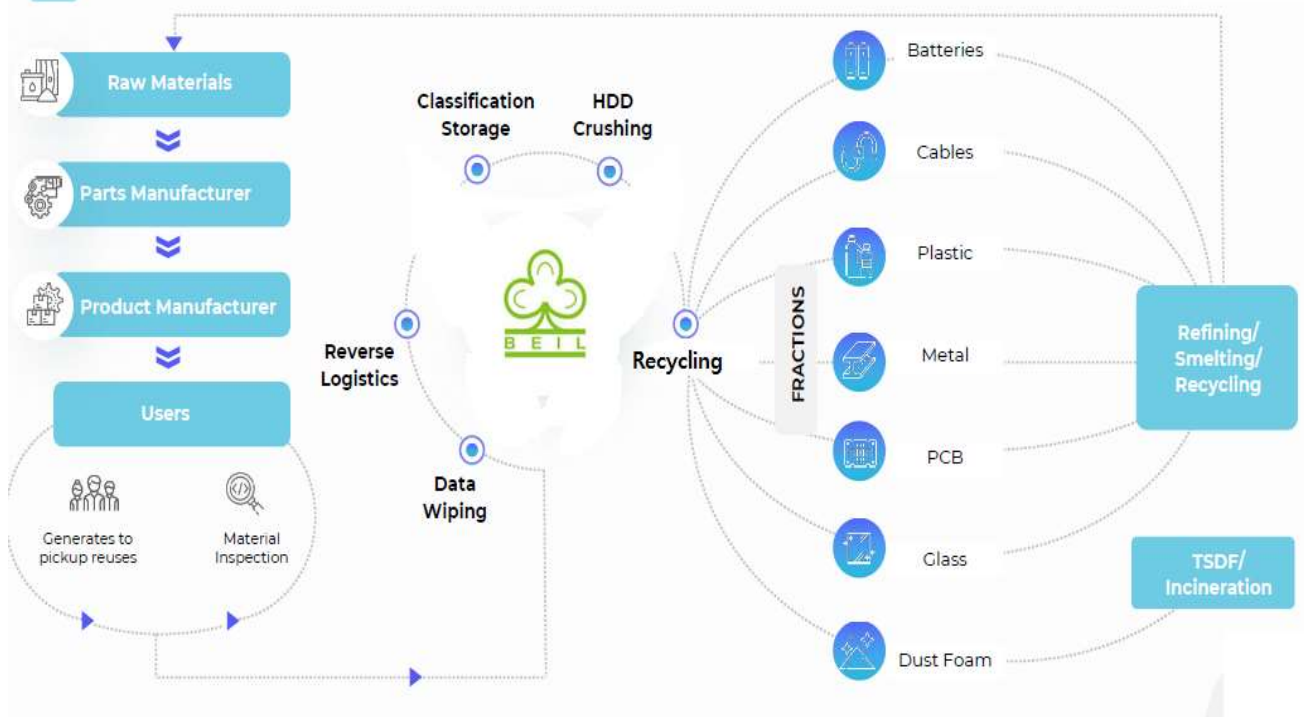 Raw Materials
Parts Manufacturer
Product Manufacturer
Users
Generates to
pickup reuses
Material
Inspection
Classification
Storage
HDD
Crushing
BEIL
Reverse
Logistics
Data
Wiping
Recycling
FRACTIONS
Batteries
Cables
Plastic
Metal
PCB
Glass
Dust Foam
Refining/
Smelting/
Recycling
TSDF/
Incineration